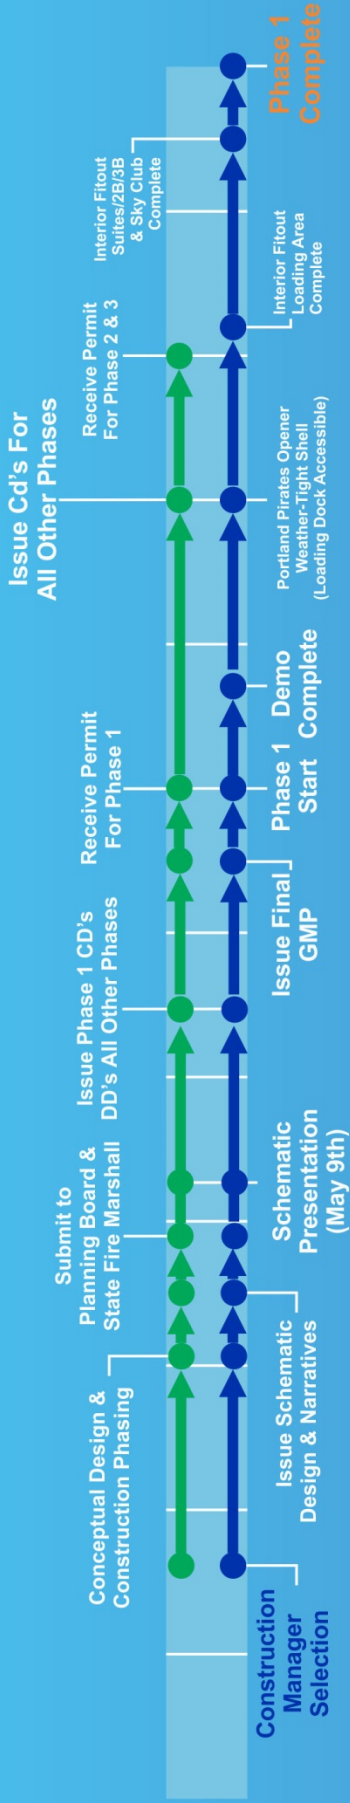 Construction
Manager
Selection
Conceptual Design &
Construction Phasing
Issue Schematic
Design & Narratives
Submit to
Planning Board &
State Fire Marshall
Schematic
Presentation
(May 9th)
Issue Phase 1 CD's
DD's All Other Phases
Issue Final
GMP
Receive Permit
For Phase 1
Phase 1
Start
Demo
Complete
Issue Cd's For
All Other Phases
Portland Pirates Opener
Weather-Tight Shell
(Loading Dock Accessible)
Receive Permit
For Phase 2 & 3
Interior Fitout
Loading Area
Complete
Interior Fitout
Suites/2B/3B
& Sky Club
Complete
Phase 1
Complete